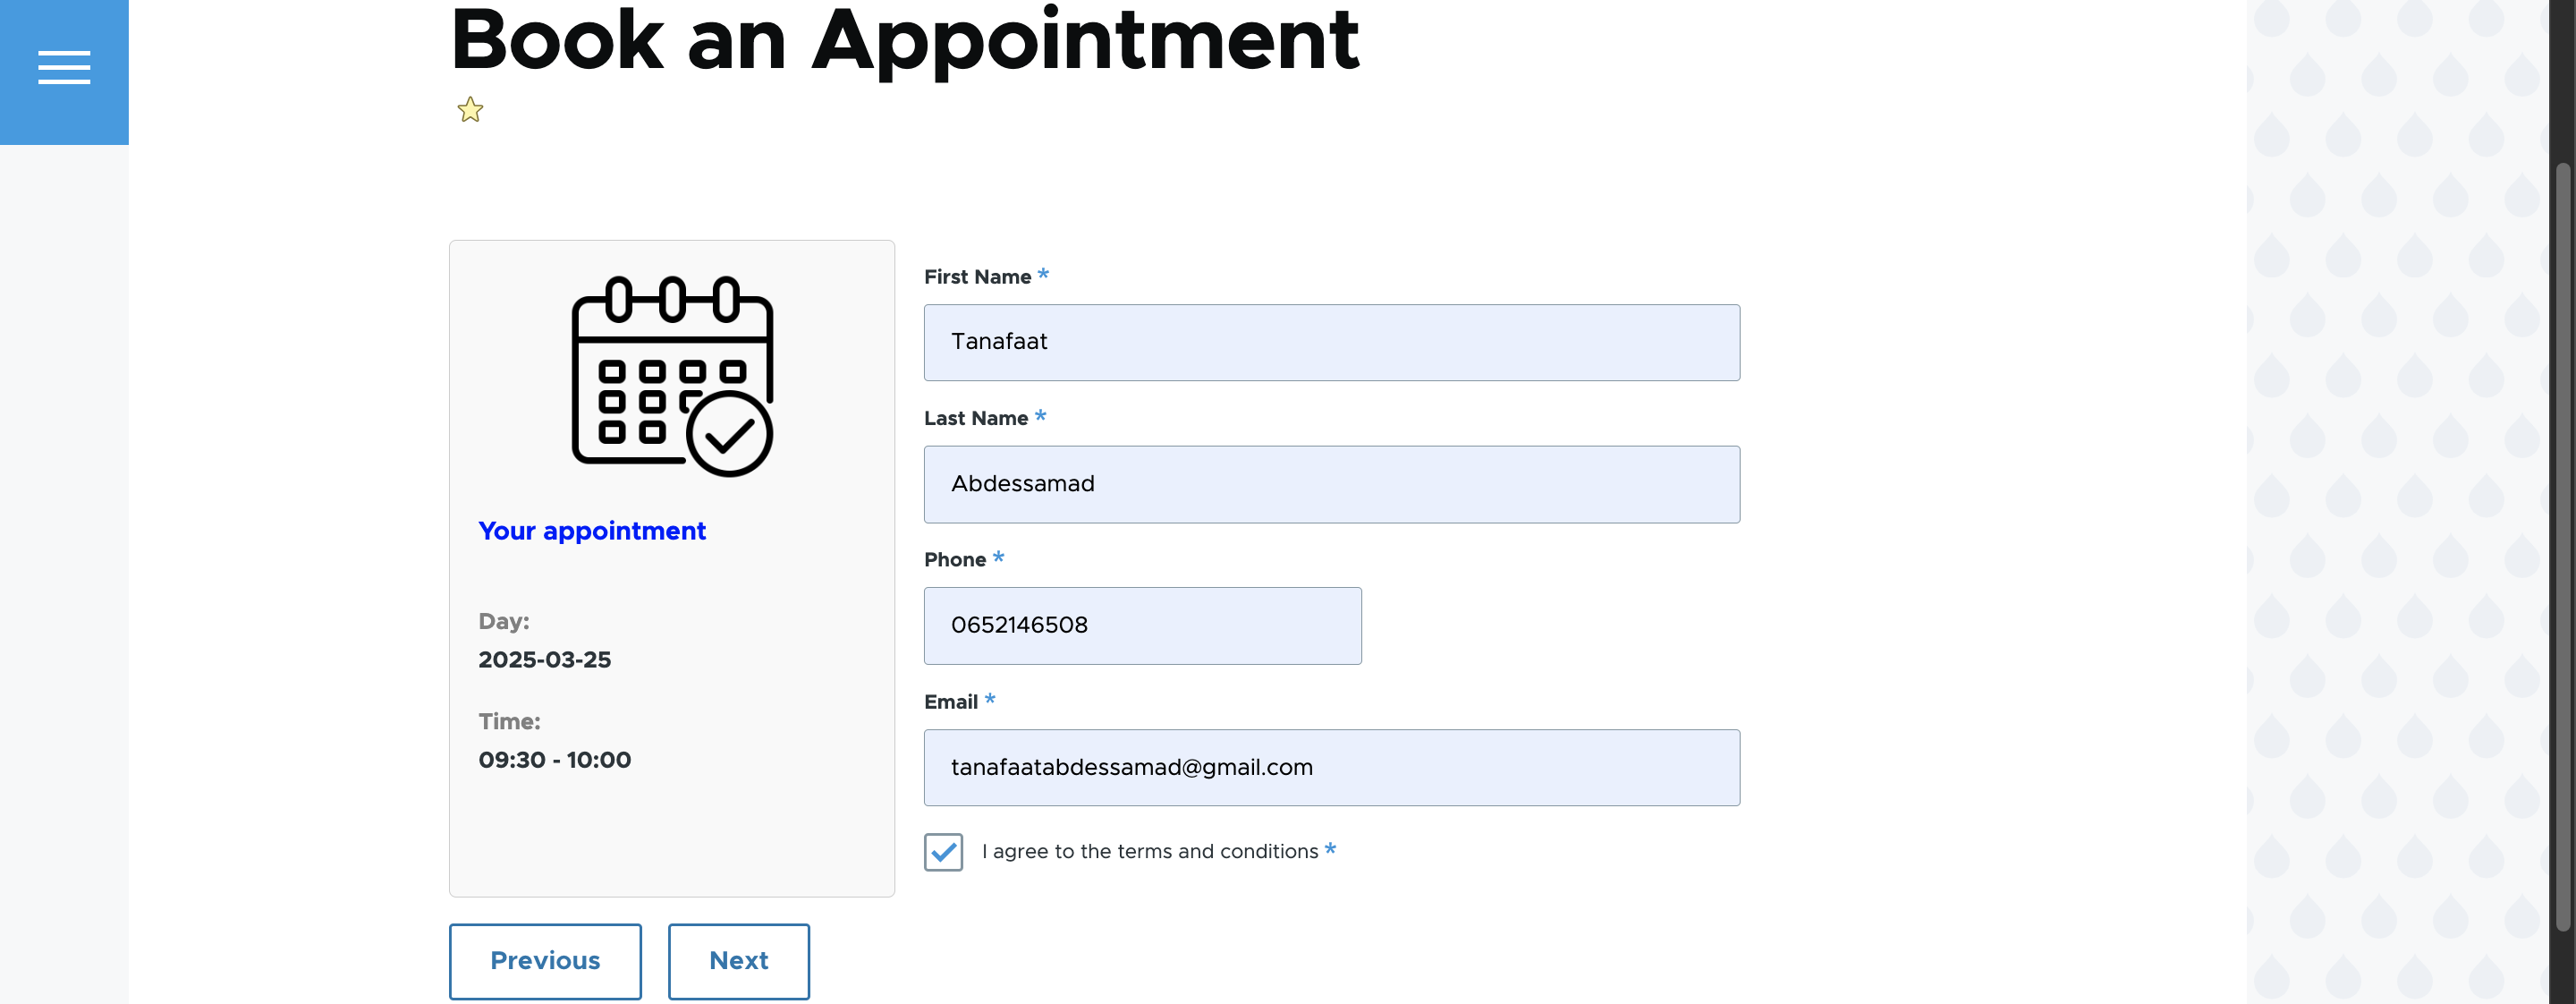 Book an Appointment
Your appointment
Day:
2025-03-25
Time:
09:30 - 10:00
First Name *
Tanafaat
Last Name *
Abdessamad
Phone *
0652146508
Email *
tanafaatabdessamad@gmail.com
I agree to the terms and conditions *
Previous
Next